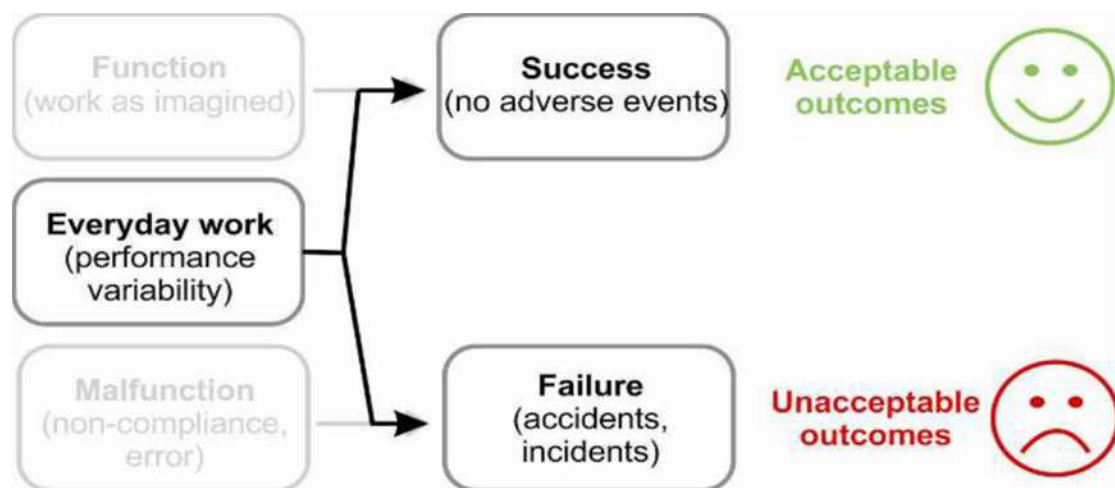 Function
(work as imagined)
Success
(no adverse events)
Acceptable
outcomes
Everyday work
(performance
variability)
Malfunction
(non-compliance,
error)
Failure
(accidents,
incidents)
Unacceptable
outcomes